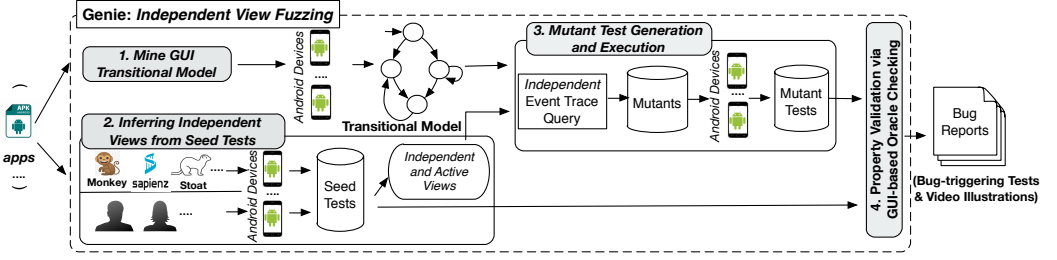 Genie: Independent View Fuzzing
APK
apps
....
1. Mine GUI
Transitional Model
Android Devices
....
Transitional Model
2. Inferring Independent
Views from Seed Tests
Monkey
sapienz
Stoat
....
....
Android Devices
....
Seed
Tests
Independent
and Active
Views
3. Mutant Test Generation
and Execution
Independent
Event Trace
Query
Mutants
Android Devices
....
Mutant
Tests
4. Property Validation via
GUI-based Oracle Checking
Bug
Reports
(Bug-triggering Tests
& Video Illustrations)